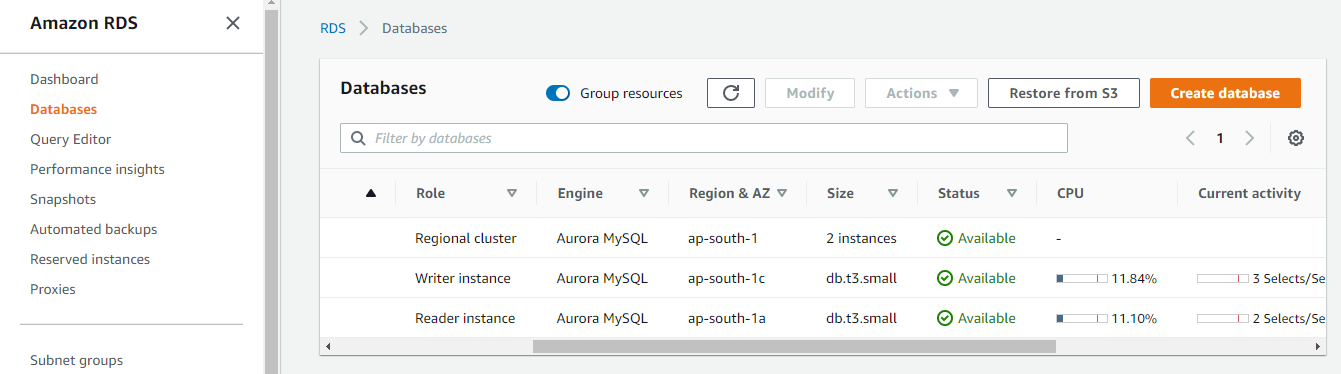 Amazon RDS
Dashboard
Databases
Query Editor
Performance insights
Snapshots
Automated backups
Reserved instances
Proxies
Subnet groups
RDS Databases
Databases Group resources Modify Actions Restore from S3 Create database
Filter by databases 1
Role Engine Region & AZ Size Status CPU Current activity
Regional cluster Aurora MySQL ap-south-1 2 instances Available -
Writer instance Aurora MySQL ap-south-1c db.t3.small Available 11.84% 3 Selects/Se
Reader instance Aurora MySQL ap-south-1a db.t3.small Available 11.10% 2 Selects/Se